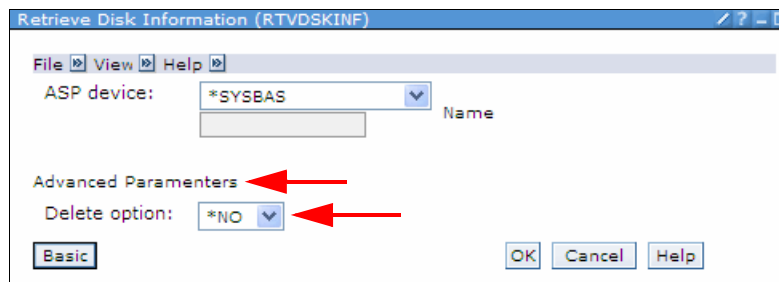 Retrieve Disk Information (RTVDSKINF)
File View Help
ASP device: *SYSBAS
Name
Advanced Paramenters
Delete option: *NO
Basic OK Cancel Help